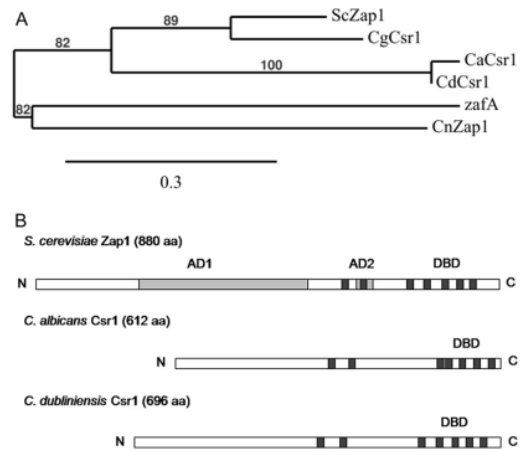 A
ScZap1
89
CgCsr1
82
CaCsr1
100
CdCsr1
zafA
82
CnZap1
0.3
B
S. cerevisiae Zap1 (880 aa)
AD1 AD2 DBD
N C
C. albicans Csr1 (612 aa)
DBD
N C
C. dubliniensis Csr1 (696 aa)
DBD
N C